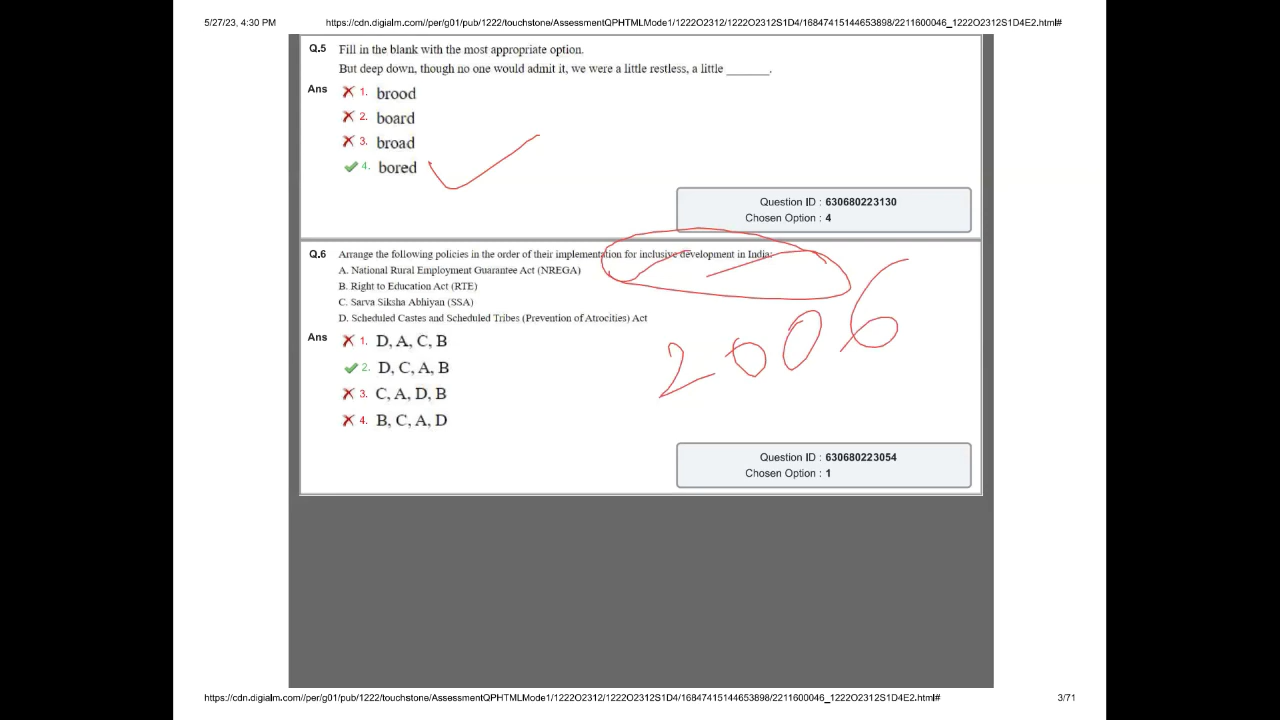 5/27/23, 4:30 PM https://cdn.digialm.com//per/g01/pub/1222/touchstone/AssessmentQPHTMLMode1/1222O2312/1222O2312S1D4/16847415144653898/2211600046_1222O2312S1D4E2.html#
Q.5 Fill in the blank with the most appropriate option.
But deep down, though no one would admit it, we were a little restless, a little _______.
Ans 1. brood
2. board
3. broad
4. bored
Question ID : 630680223130
Chosen Option : 4
Q.6 Arrange the following policies in the order of their implementation for inclusive development in India:
A. National Rural Employment Guarantee Act (NREGA)
B. Right to Education Act (RTE)
C. Sarva Siksha Abhiyan (SSA)
D. Scheduled Castes and Scheduled Tribes (Prevention of Atrocities) Act
2006
Ans 1. D, A, C, B
2. D, C, A, B
3. C, A, D, B
4. B, C, A, D
Question ID : 630680223054
Chosen Option : 1
https://cdn.digialm.com//per/g01/pub/1222/touchstone/AssessmentQPHTMLMode1/1222O2312/1222O2312S1D4/16847415144653898/2211600046_1222O2312S1D4E2.html# 3/71